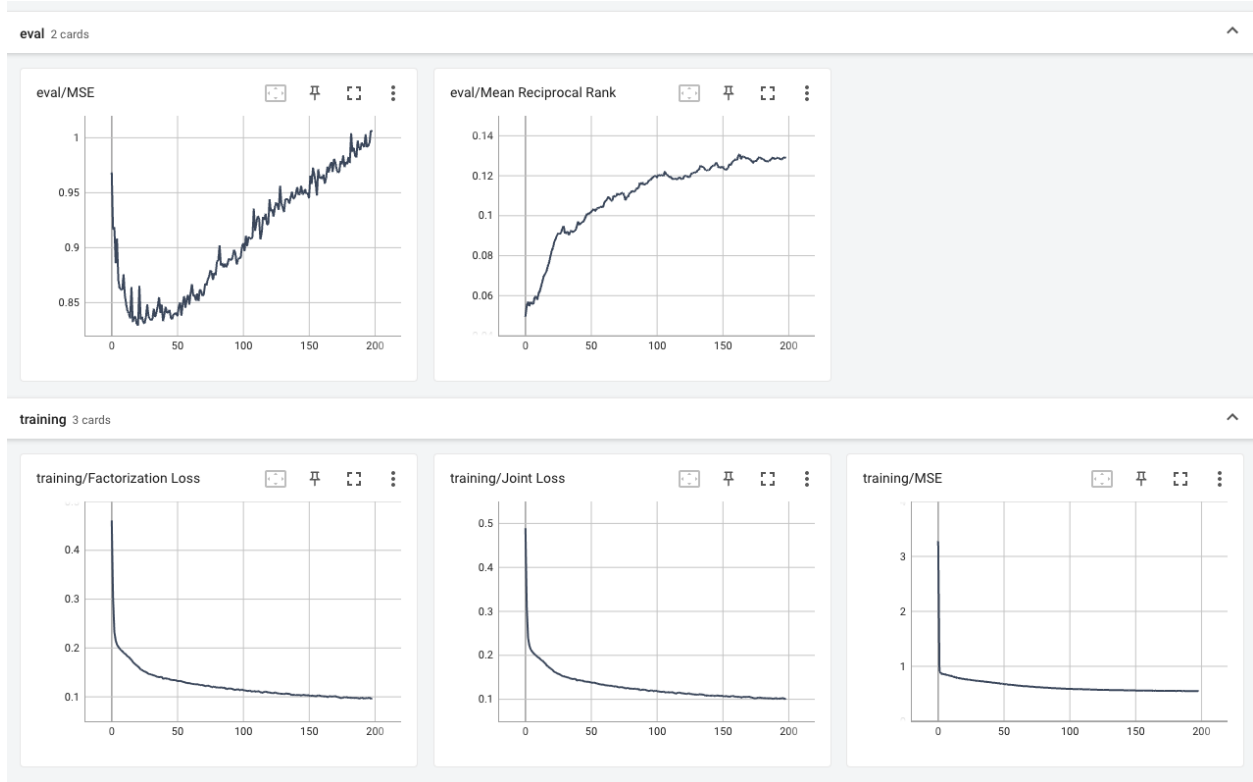 eval 2 cards
eval/MSE
1
0.95
0.9
0.85
0 50 100 150 200
eval/Mean Reciprocal Rank
0.14
0.12
0.1
0.08
0.06
0 50 100 150 200
training 3 cards
training/Factorization Loss
0.4
0.3
0.2
0.1
0 50 100 150 200
training/Joint Loss
0.5
0.4
0.3
0.2
0.1
0 50 100 150 200
training/MSE
3
2
1
0 50 100 150 200